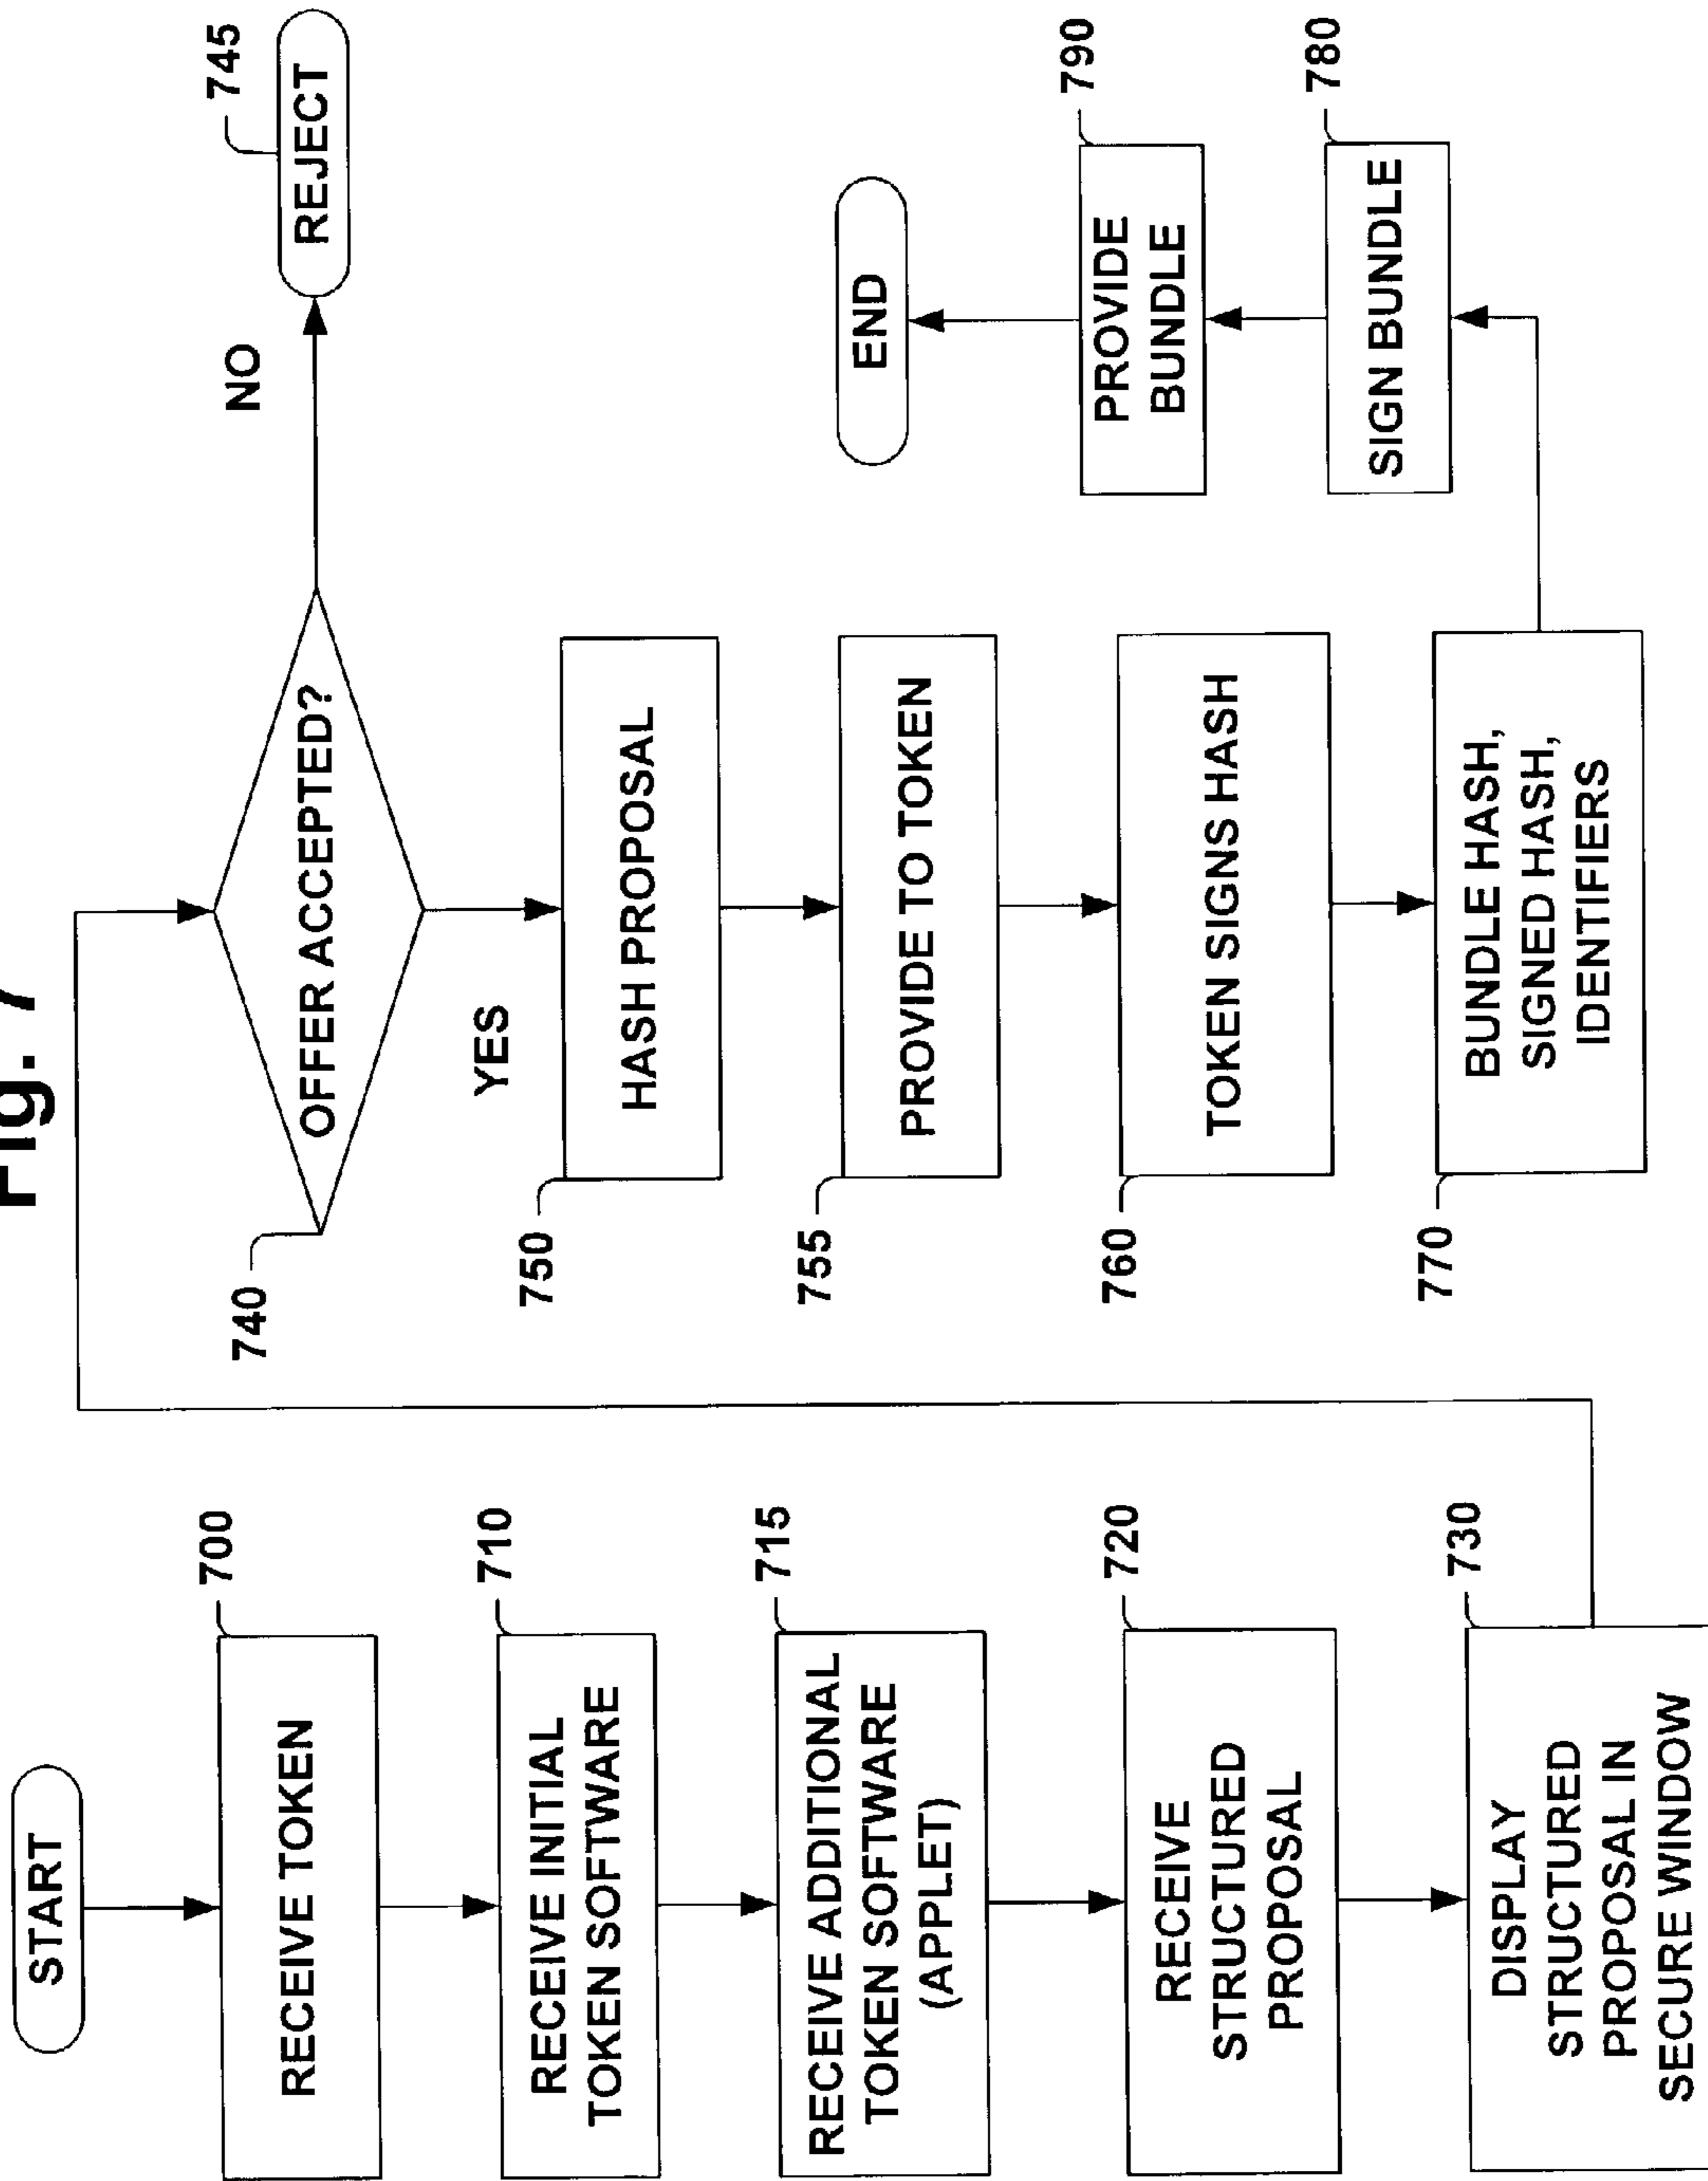 Fig. 7
START
700
RECEIVE TOKEN
710
RECEIVE INITIAL
TOKEN SOFTWARE
715
RECEIVE ADDITIONAL
TOKEN SOFTWARE
(APPLET)
720
RECEIVE
STRUCTURED
PROPOSAL
730
DISPLAY
STRUCTURED
PROPOSAL IN
SECURE WINDOW
740
OFFER ACCEPTED?
NO
745
REJECT
YES
750
HASH PROPOSAL
755
PROVIDE TO TOKEN
760
TOKEN SIGNS HASH
770
BUNDLE HASH,
SIGNED HASH,
IDENTIFIERS
END
790
PROVIDE
BUNDLE
780
SIGN BUNDLE